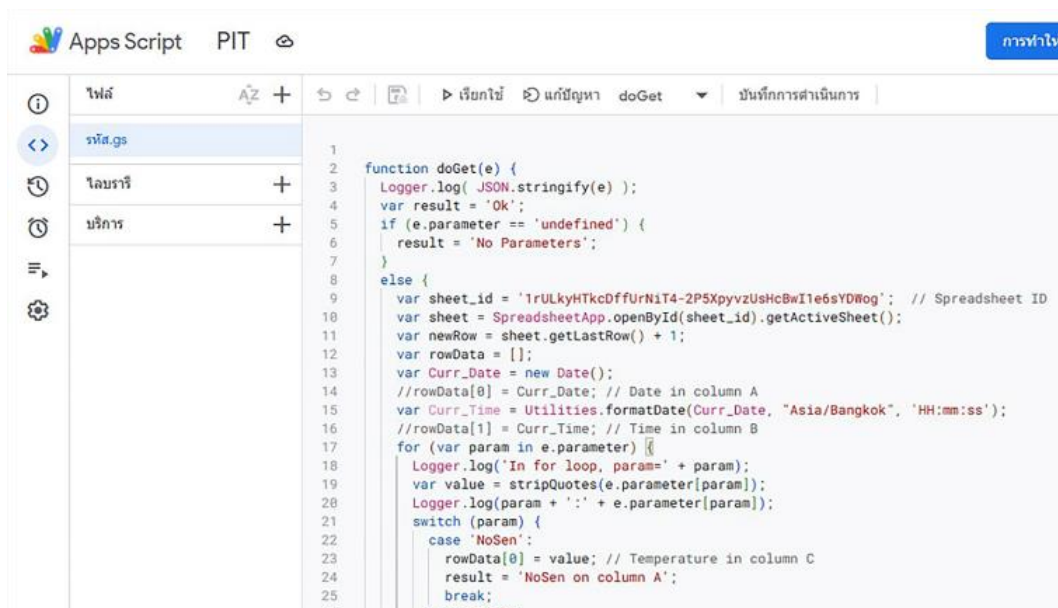 Apps Script PIT
การทำให
ไฟล์
เรียกใช้ แก้ปัญหา doGet บันทึกการดำเนินการ
รหัส.gs
ไลบรารี
บริการ
1
2 function doGet(e) {
3 Logger.log( JSON.stringify(e) );
4 var result = 'Ok';
5 if (e.parameter == 'undefined') {
6 result = 'No Parameters';
7 }
8 else {
9 var sheet_id = '1rULkyHTkcDffUrNiT4-2P5XpyvzUsHcBwI1e6sYDWog'; // Spreadsheet ID
10 var sheet = SpreadsheetApp.openById(sheet_id).getActiveSheet();
11 var newRow = sheet.getLastRow() + 1;
12 var rowData = [];
13 var Curr_Date = new Date();
14 //rowData[0] = Curr_Date; // Date in column A
15 var Curr_Time = Utilities.formatDate(Curr_Date, "Asia/Bangkok", 'HH:mm:ss');
16 //rowData[1] = Curr_Time; // Time in column B
17 for (var param in e.parameter) {
18 Logger.log('In for loop, param=' + param);
19 var value = stripQuotes(e.parameter[param]);
20 Logger.log(param + ':' + e.parameter[param]);
21 switch (param) {
22 case 'NoSen':
23 rowData[0] = value; // Temperature in column C
24 result = 'NoSen on column A';
25 break;